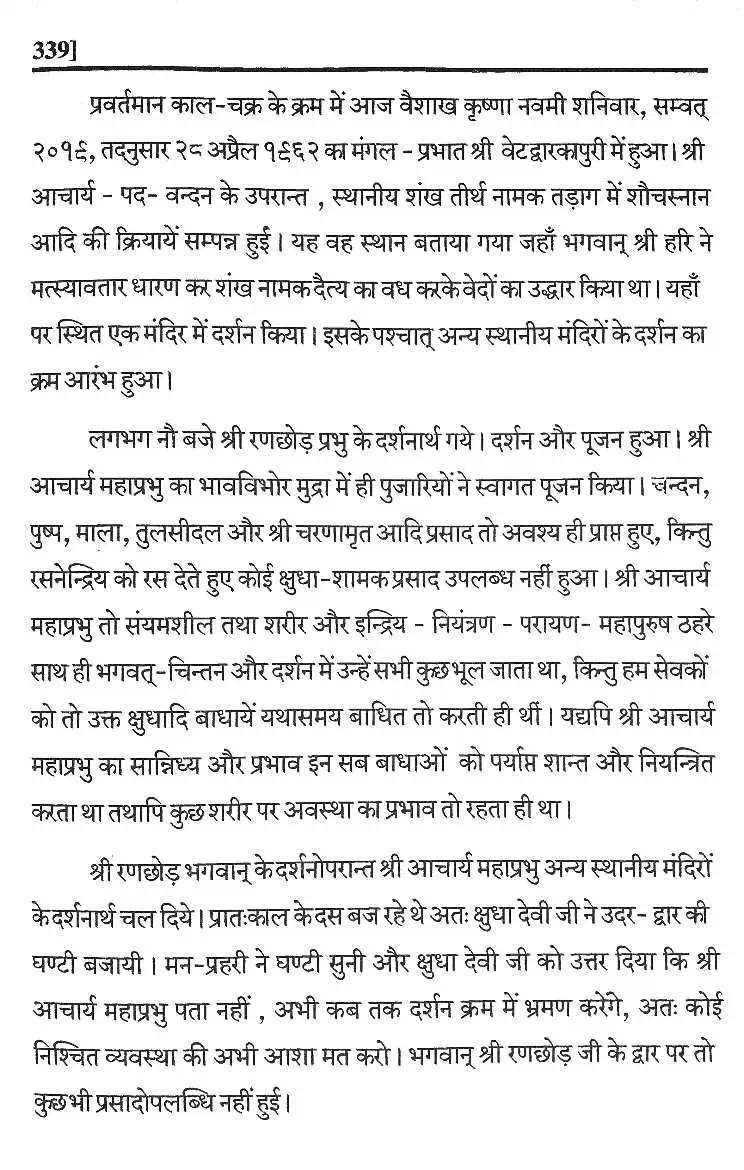 339]
प्रवर्तमान काल-चक्र के क्रम में आज वैशाख कृष्णा नवमी शनिवार, सम्वत्
२०१९, तदनुसार २८ अप्रैल १९६२ का मंगल - प्रभात श्री वेटद्वारकापुरी में हुआ। श्री
आचार्य - पद- वन्दन के उपरान्त , स्थानीय शंख तीर्थ नामक तड़ाग में शौचस्नान
आदि की क्रियायें सम्पन्न हुईं। यह वह स्थान बताया गया जहाँ भगवान् श्री हरि ने
मत्स्यावतार धारण कर शंख नामक दैत्य का वध करके वेदों का उद्धार किया था। यहाँ
पर स्थित एक मंदिर में दर्शन किया। इसके पश्चात् अन्य स्थानीय मंदिरों के दर्शन का
क्रम आरंभ हुआ।
लगभग नौ बजे श्री रणछोड़ प्रभु के दर्शनार्थ गये। दर्शन और पूजन हुआ। श्री
आचार्य महाप्रभु का भावविभोर मुद्रा में ही पुजारियों ने स्वागत पूजन किया। चन्दन,
पुष्प, माला, तुलसीदल और श्री चरणामृत आदि प्रसाद तो अवश्य ही प्राप्त हुए, किन्तु
रसनेन्द्रिय को रस देते हुए कोई क्षुधा-शामक प्रसाद उपलब्ध नहीं हुआ। श्री आचार्य
महाप्रभु तो संयमशील तथा शरीर और इन्द्रिय - नियंत्रण - परायण- महापुरुष ठहरे
साथ ही भगवत्-चिन्तन और दर्शन में उन्हें सभी कुछ भूल जाता था, किन्तु हम सेवकों
को तो उक्त क्षुधादि बाधायें यथासमय बाधित तो करती ही थीं। यद्यपि श्री आचार्य
महाप्रभु का सान्निध्य और प्रभाव इन सब बाधाओं को पर्याप्त शान्त और नियन्त्रित
करता था तथापि कुछ शरीर पर अवस्था का प्रभाव तो रहता ही था।
श्री रणछोड़ भगवान् के दर्शनोपरान्त श्री आचार्य महाप्रभु अन्य स्थानीय मंदिरों
के दर्शनार्थ चल दिये। प्रातःकाल के दस बज रहे थे अतः क्षुधा देवी जी ने उदर- द्वार की
घण्टी बजायी। मन-प्रहरी ने घण्टी सुनी और क्षुधा देवी जी को उत्तर दिया कि श्री
आचार्य महाप्रभु पता नहीं , अभी कब तक दर्शन क्रम में भ्रमण करेंगे, अतः कोई
निश्चित व्यवस्था की अभी आशा मत करो। भगवान् श्री रणछोड़ जी के द्वार पर तो
कुछ भी प्रसादोपलब्धि नहीं हुई।